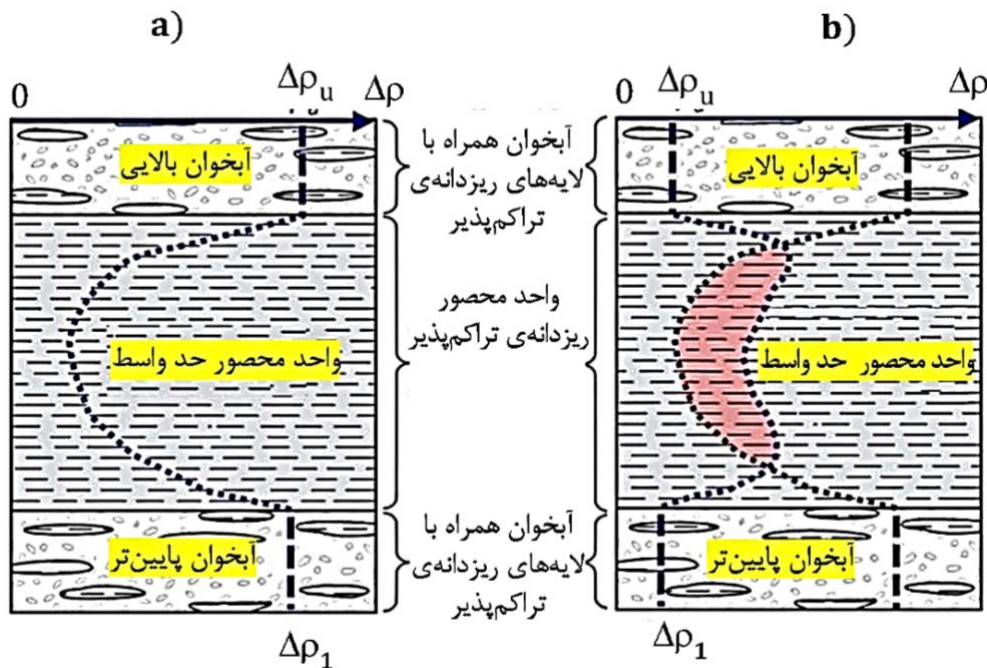 a)
b)
0
Δρu
Δρ
0
Δρu
Δρ
آبخوان بالایی
آبخوان همراه با
لایه‌های ریزدانه‌ی
تراکم‌پذیر
آبخوان بالایی
واحد محصور
ریزدانه‌ی تراکم‌پذیر
واحد محصور حد واسط
واحد محصور حد واسط
آبخوان پایین‌تر
آبخوان همراه با
لایه‌های ریزدانه‌ی
تراکم‌پذیر
آبخوان پایین‌تر
Δρ1
Δρ1